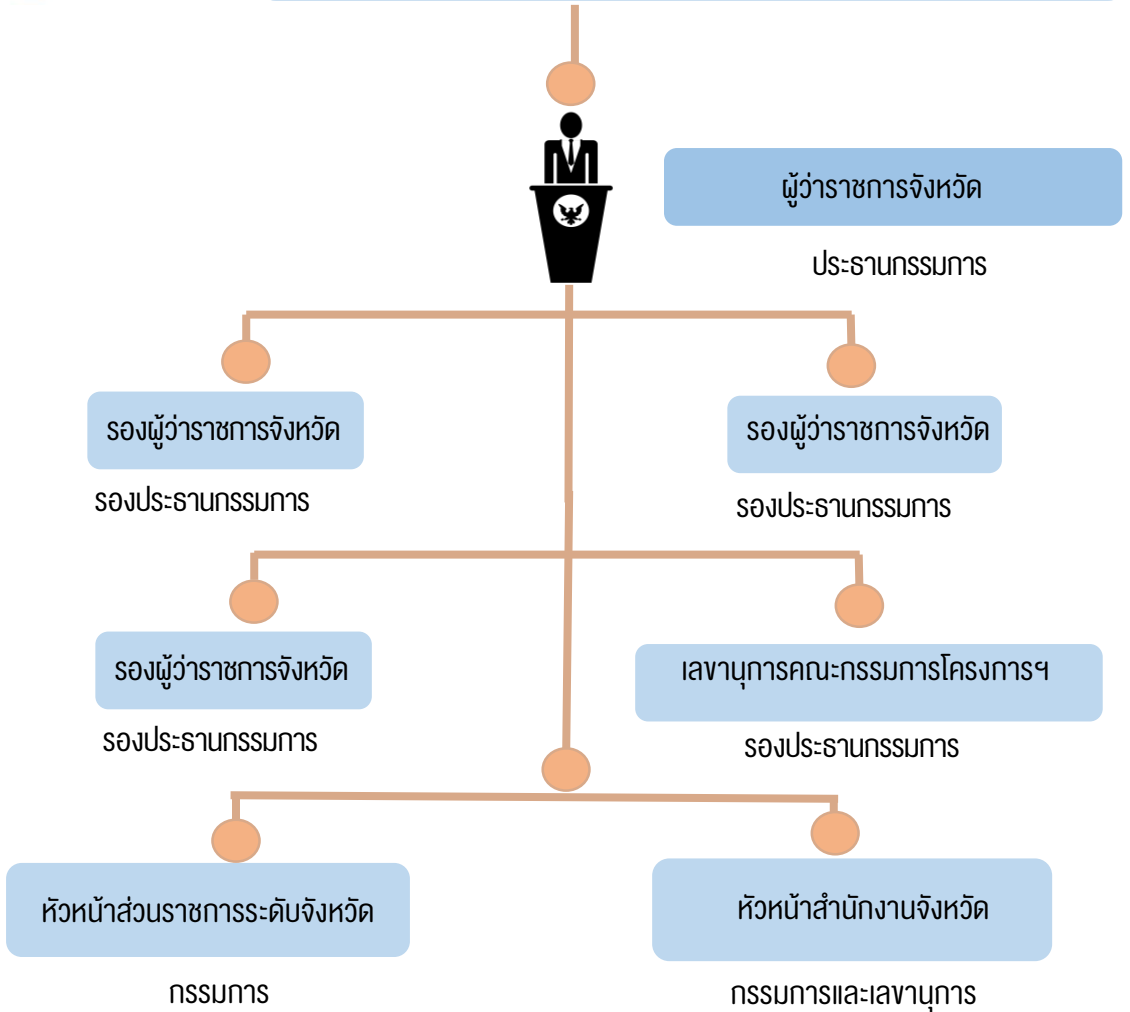 ผู้ว่าราชการจังหวัด
ประธานกรรมการ
รองผู้ว่าราชการจังหวัด
รองผู้ว่าราชการจังหวัด
รองประธานกรรมการ
รองประธานกรรมการ
รองผู้ว่าราชการจังหวัด
เลขานุการคณะกรรมการโครงการฯ
รองประธานกรรมการ
รองประธานกรรมการ
หัวหน้าส่วนราชการระดับจังหวัด
หัวหน้าสำนักงานจังหวัด
กรรมการ
กรรมการและเลขานุการ